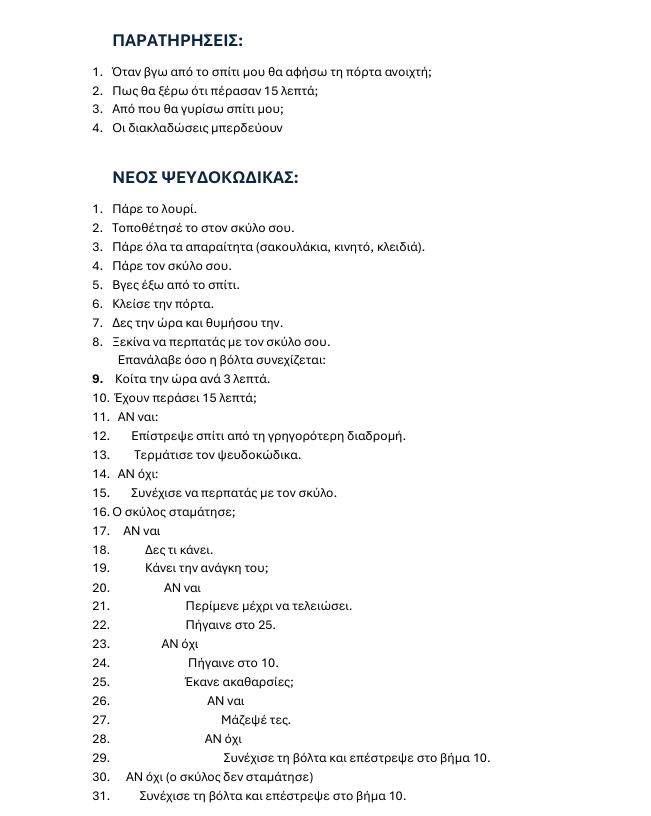 ΠΑΡΑΤΗΡΗΣΕΙΣ:
1. Όταν βγω από το σπίτι μου θα αφήσω τη πόρτα ανοιχτή;
2. Πως θα ξέρω ότι πέρασαν 15 λεπτά;
3. Από που θα γυρίσω σπίτι μου;
4. Οι διακλαδώσεις μπερδεύουν
ΝΕΟΣ ΨΕΥΔΟΚΩΔΙΚΑΣ:
1. Πάρε το λουρί.
2. Τοποθέτησέ το στον σκύλο σου.
3. Πάρε όλα τα απαραίτητα (σακουλάκια, κινητό, κλειδιά).
4. Πάρε τον σκύλο σου.
5. Βγες έξω από το σπίτι.
6. Κλείσε την πόρτα.
7. Δες την ώρα και θυμήσου την.
8. Ξεκίνα να περπατάς με τον σκύλο σου.
Επανάλαβε όσο η βόλτα συνεχίζεται:
9. Κοίτα την ώρα ανά 3 λεπτά.
10. Έχουν περάσει 15 λεπτά;
11. ΑΝ ναι:
12. Επίστρεψε σπίτι από τη γρηγορότερη διαδρομή.
13. Τερμάτισε τον ψευδοκώδικα.
14. ΑΝ όχι:
15. Συνέχισε να περπατάς με τον σκύλο.
16. Ο σκύλος σταμάτησε;
17. ΑΝ ναι
18. Δες τι κάνει.
19. Κάνει την ανάγκη του;
20. ΑΝ ναι
21. Περίμενε μέχρι να τελειώσει.
22. Πήγαινε στο 25.
23. ΑΝ όχι
24. Πήγαινε στο 10.
25. Έκανε ακαθαρσίες;
26. ΑΝ ναι
27. Μάζεψέ τες.
28. ΑΝ όχι
29. Συνέχισε τη βόλτα και επέστρεψε στο βήμα 10.
30. ΑΝ όχι (ο σκύλος δεν σταμάτησε)
31. Συνέχισε τη βόλτα και επέστρεψε στο βήμα 10.